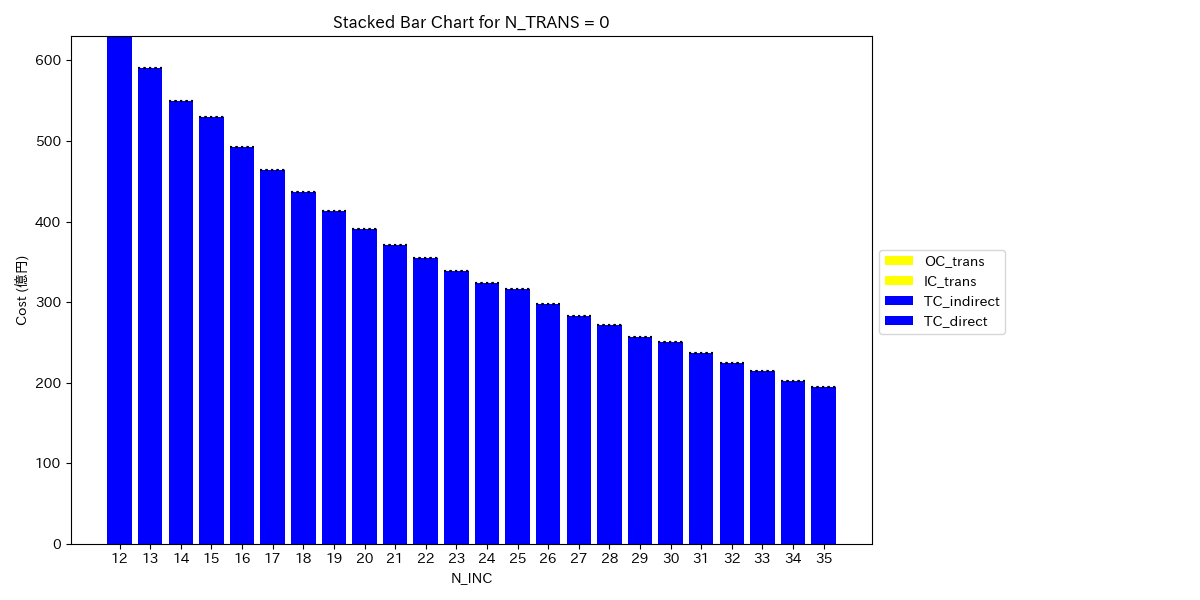 Stacked Bar Chart for N_TRANS = 0
600
500
400
300
200
100
0
Cost (億円)
12 13 14 15 16 17 18 19 20 21 22 23 24 25 26 27 28 29 30 31 32 33 34 35
N_INC
OC_trans
IC_trans
TC_indirect
TC_direct